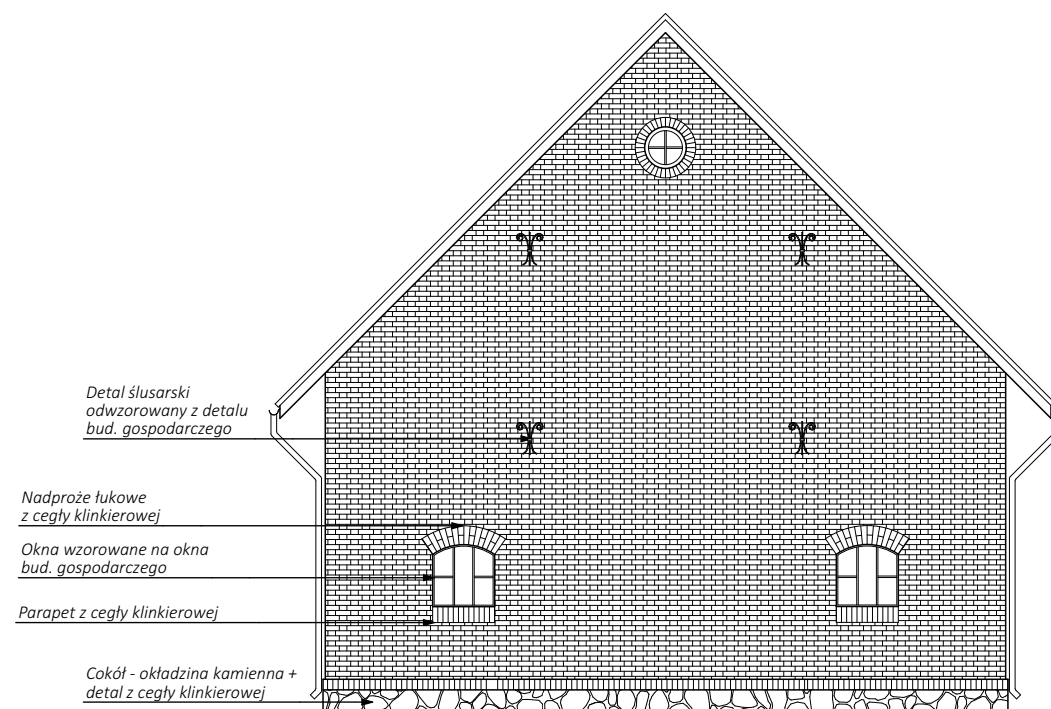 Detal ślusarski
odwzorowany z detalu
bud. gospodarczego
Nadproże łukowe
z cegły klinkierowej
Okna wzorowane na okna
bud. gospodarczego
Parapet z cegły klinkierowej
Cokół - okładzina kamienna +
detal z cegły klinkierowej